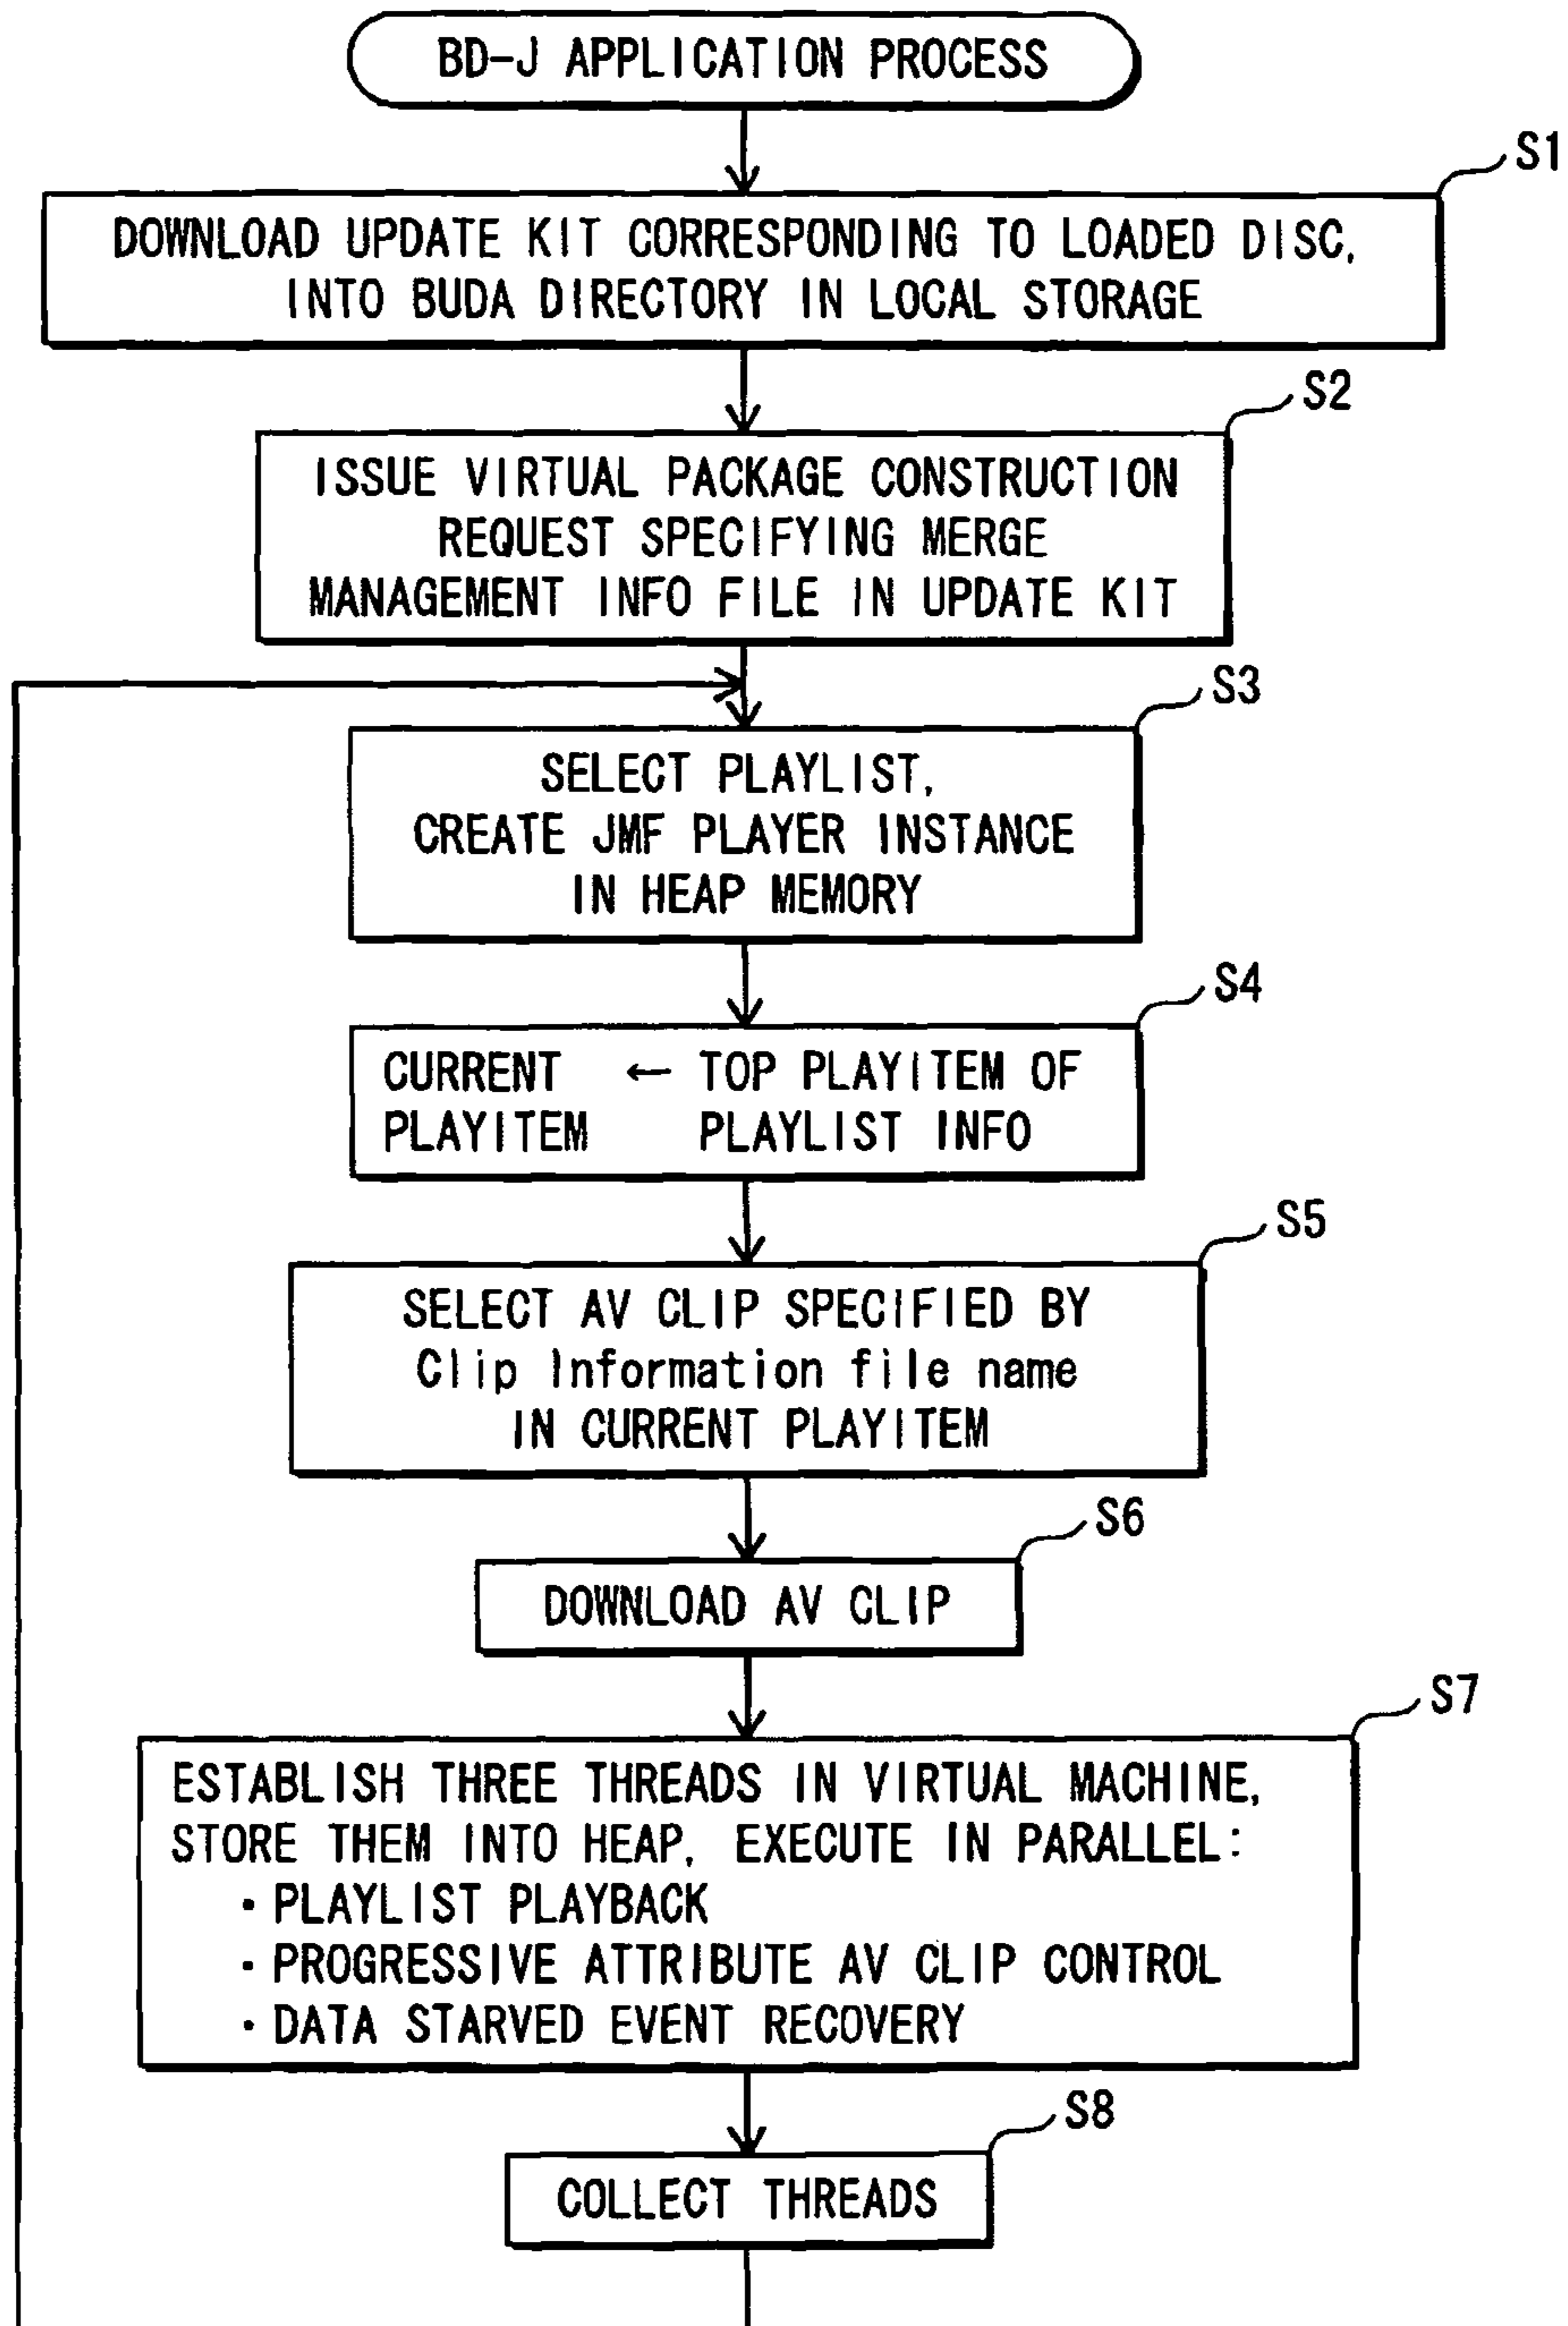 BD-J APPLICATION PROCESS
S1
DOWNLOAD UPDATE KIT CORRESPONDING TO LOADED DISC,
INTO BUDA DIRECTORY IN LOCAL STORAGE
S2
ISSUE VIRTUAL PACKAGE CONSTRUCTION
REQUEST SPECIFYING MERGE
MANAGEMENT INFO FILE IN UPDATE KIT
S3
SELECT PLAYLIST,
CREATE JMF PLAYER INSTANCE
IN HEAP MEMORY
S4
CURRENT ← TOP PLAYITEM OF
PLAYITEM PLAYLIST INFO
S5
SELECT AV CLIP SPECIFIED BY
Clip Information file name
IN CURRENT PLAYITEM
S6
DOWNLOAD AV CLIP
S7
ESTABLISH THREE THREADS IN VIRTUAL MACHINE,
STORE THEM INTO HEAP, EXECUTE IN PARALLEL:
・PLAYLIST PLAYBACK
・PROGRESSIVE ATTRIBUTE AV CLIP CONTROL
・DATA STARVED EVENT RECOVERY
S8
COLLECT THREADS